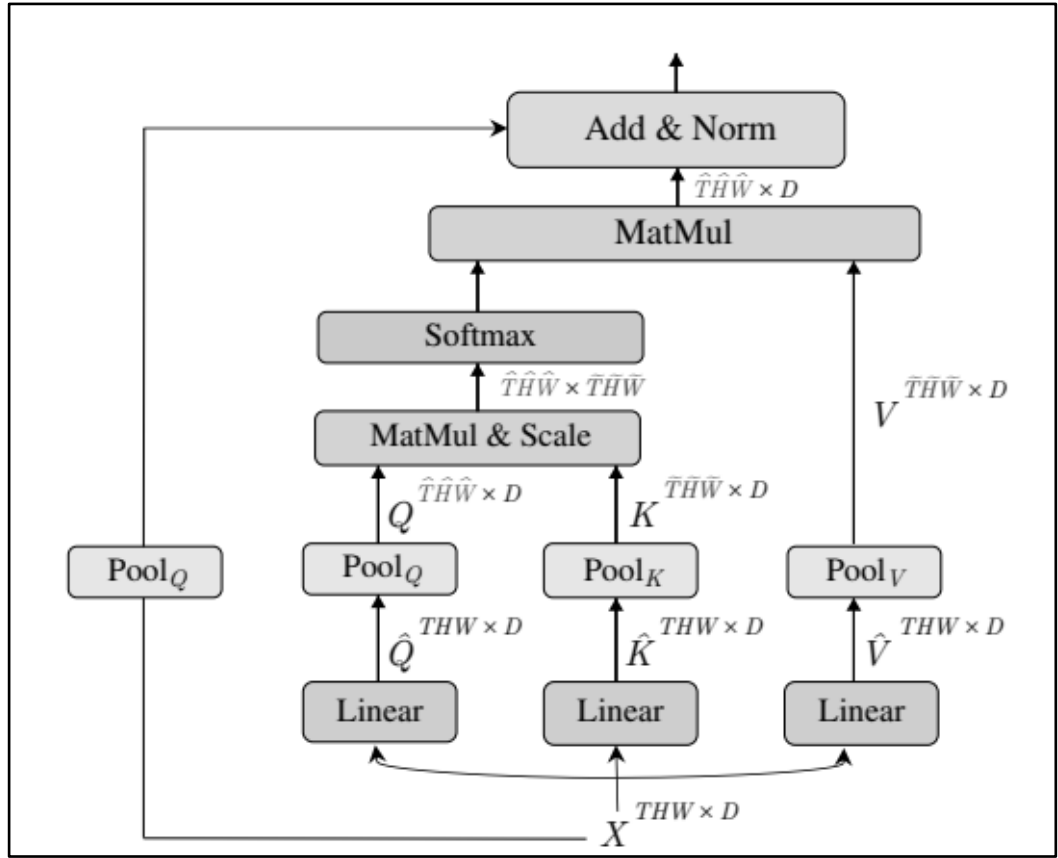 Add & Norm
T̂ĤŴ × D
MatMul
Softmax
T̂ĤŴ × T̃H̃W̃
V T̃H̃W̃ × D
MatMul & Scale
Q T̂ĤŴ × D K T̃H̃W̃ × D
Pool_Q Pool_Q Pool_K Pool_V
Q̂ THW × D K̂ THW × D V̂ THW × D
Linear Linear Linear
X THW × D